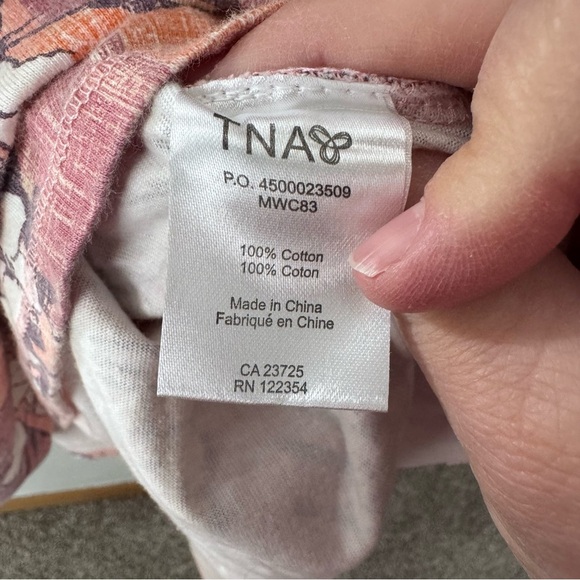 TNA
P.O. 4500023509
MWC83
100% Cotton
100% Coton
Made in China
Fabriqué en Chine
CA 23725
RN 122354